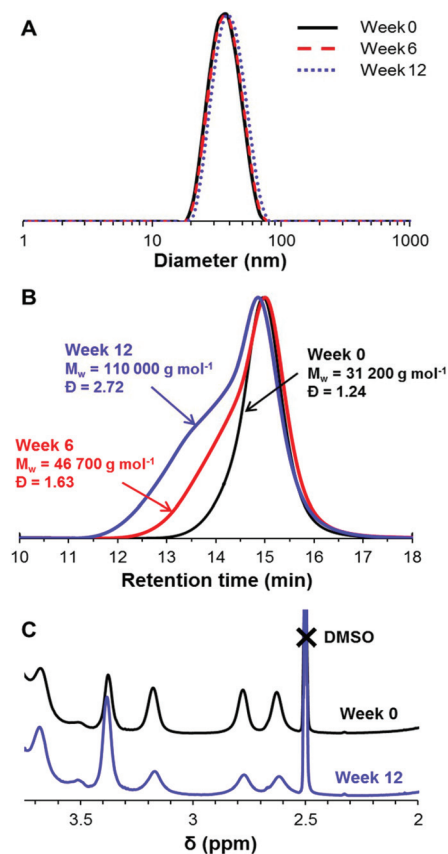 A
Week 0
Week 6
Week 12
1 10 100 1000
Diameter (nm)
B
Week 12
Mw = 110 000 g mol-1
Đ = 2.72
Week 0
Mw = 31 200 g mol-1
Đ = 1.24
Week 6
Mw = 46 700 g mol-1
Đ = 1.63
10 11 12 13 14 15 16 17 18
Retention time (min)
C
DMSO
Week 0
Week 12
3.5 3 2.5 2
δ (ppm)